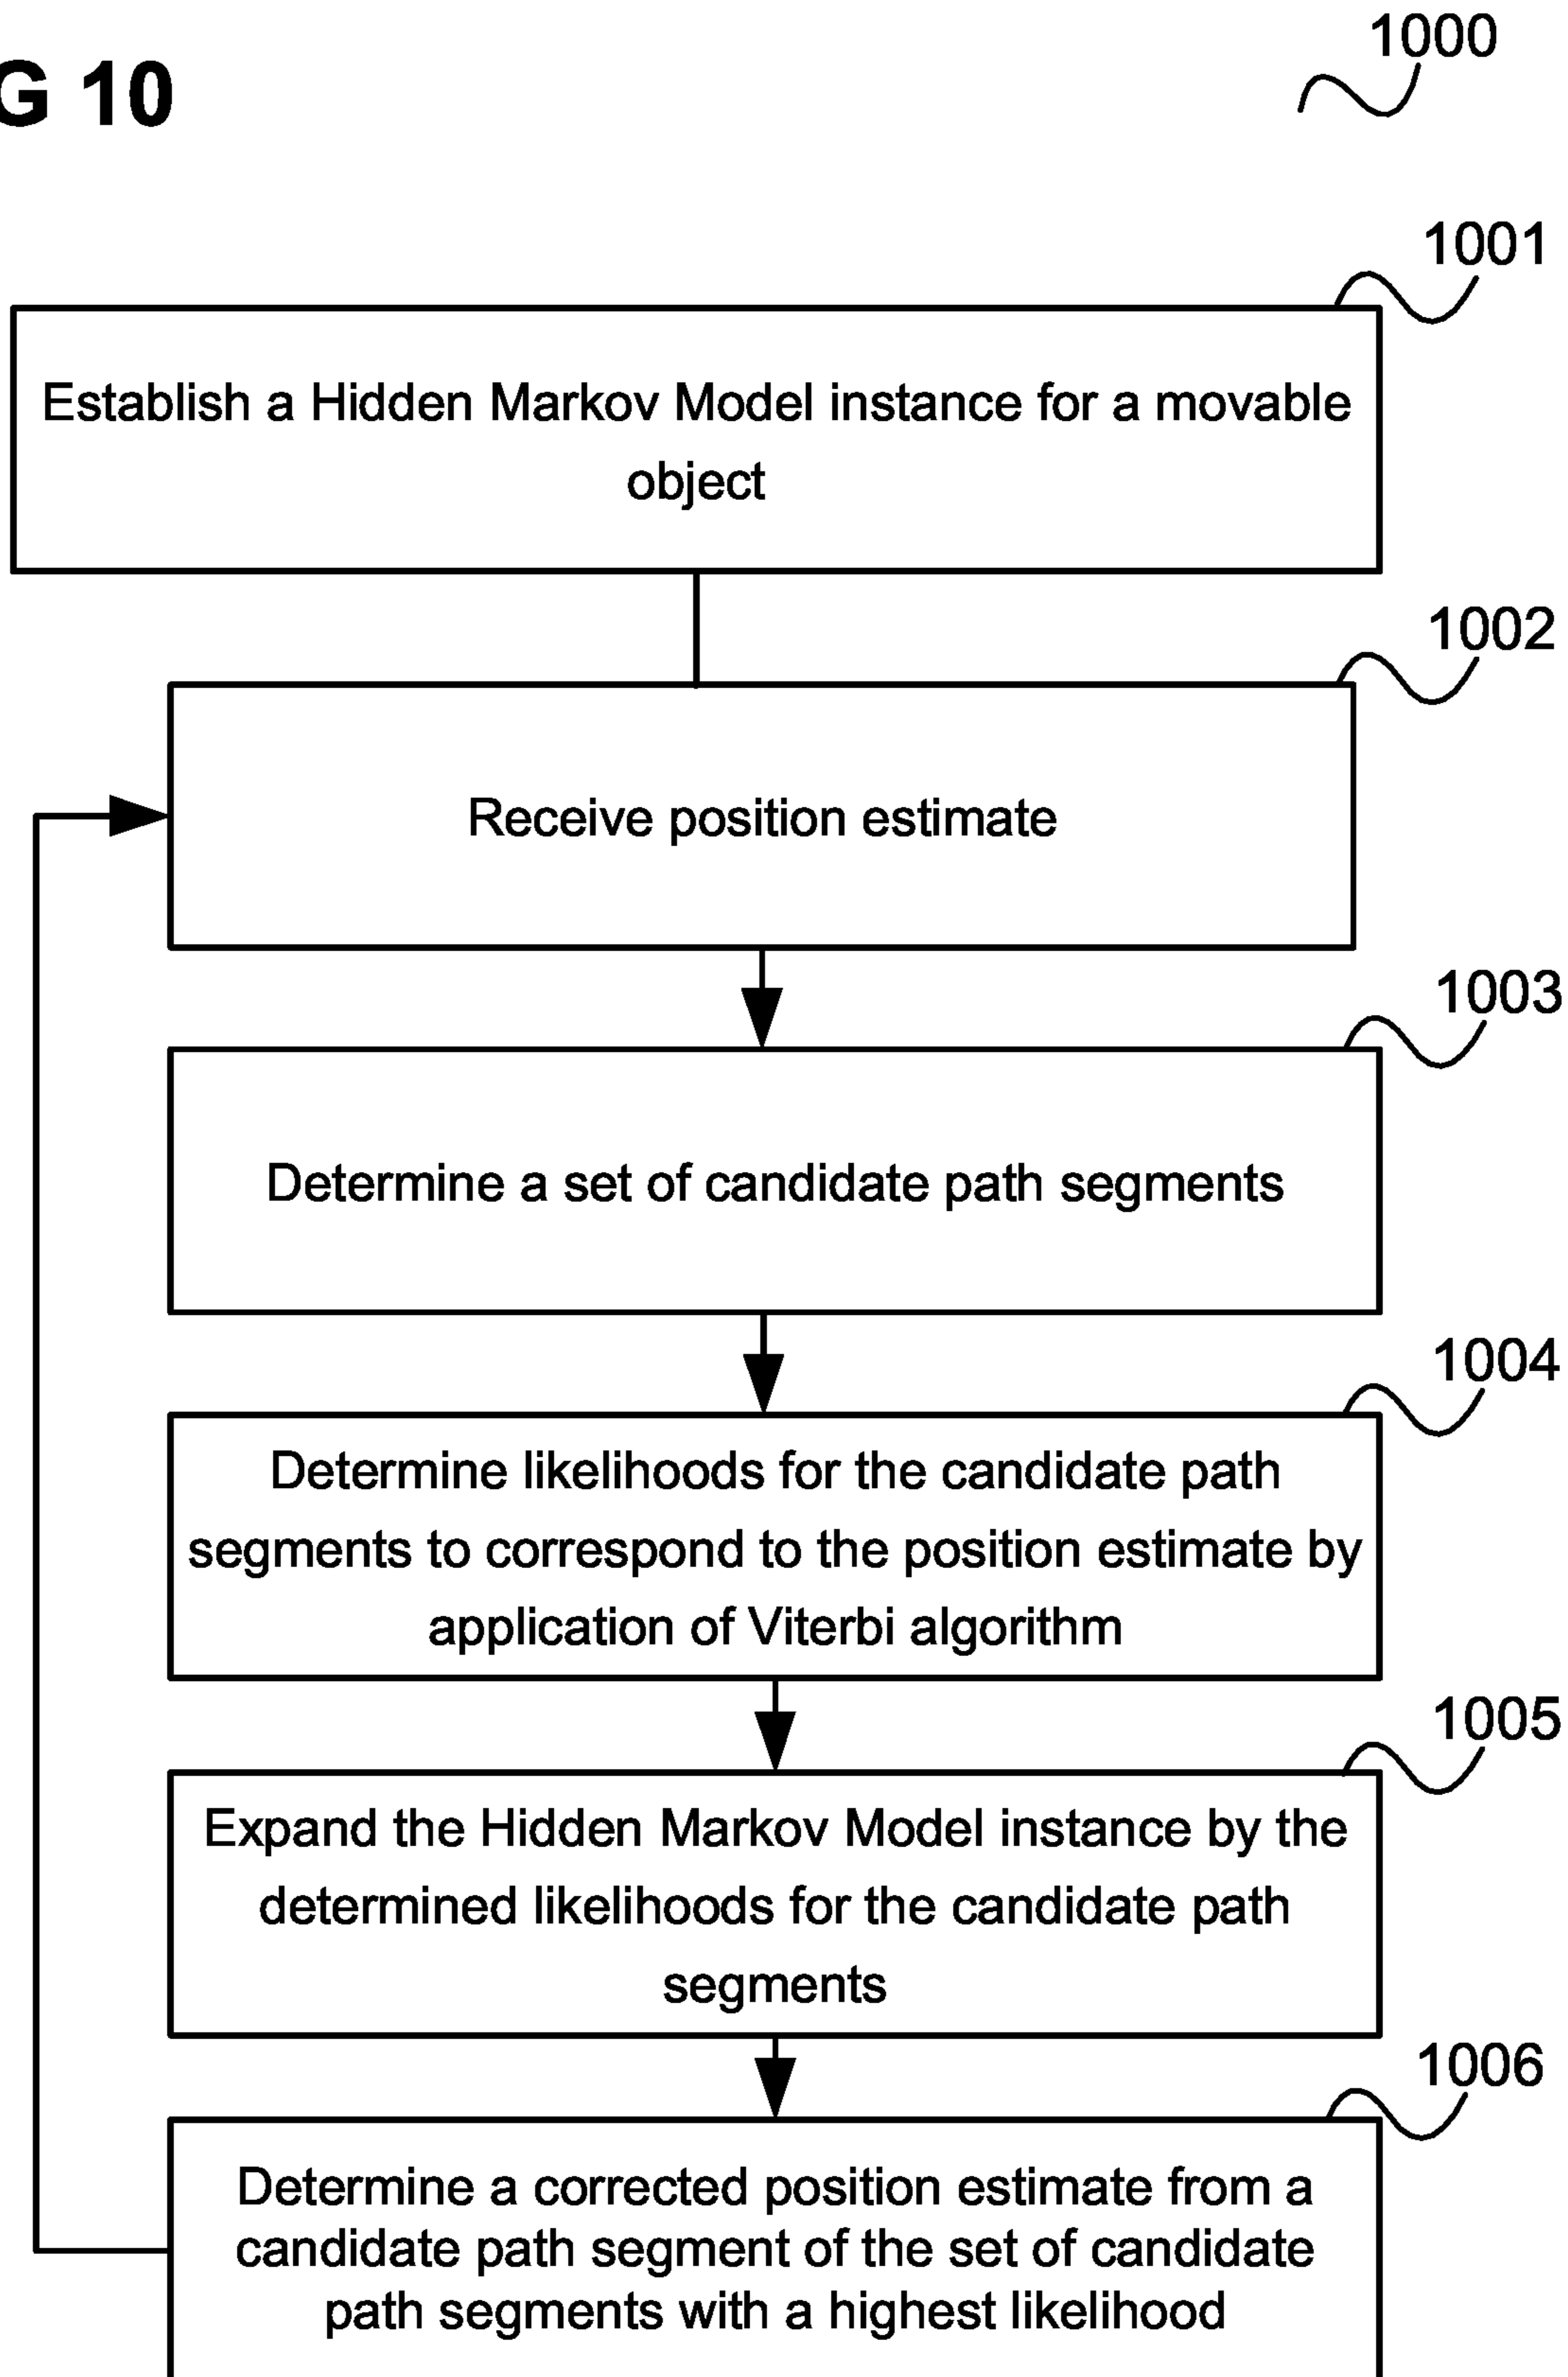 G 10
1000
1001
Establish a Hidden Markov Model instance for a movable
object
1002
Receive position estimate
1003
Determine a set of candidate path segments
1004
Determine likelihoods for the candidate path
segments to correspond to the position estimate by
application of Viterbi algorithm
1005
Expand the Hidden Markov Model instance by the
determined likelihoods for the candidate path
segments
1006
Determine a corrected position estimate from a
candidate path segment of the set of candidate
path segments with a highest likelihood